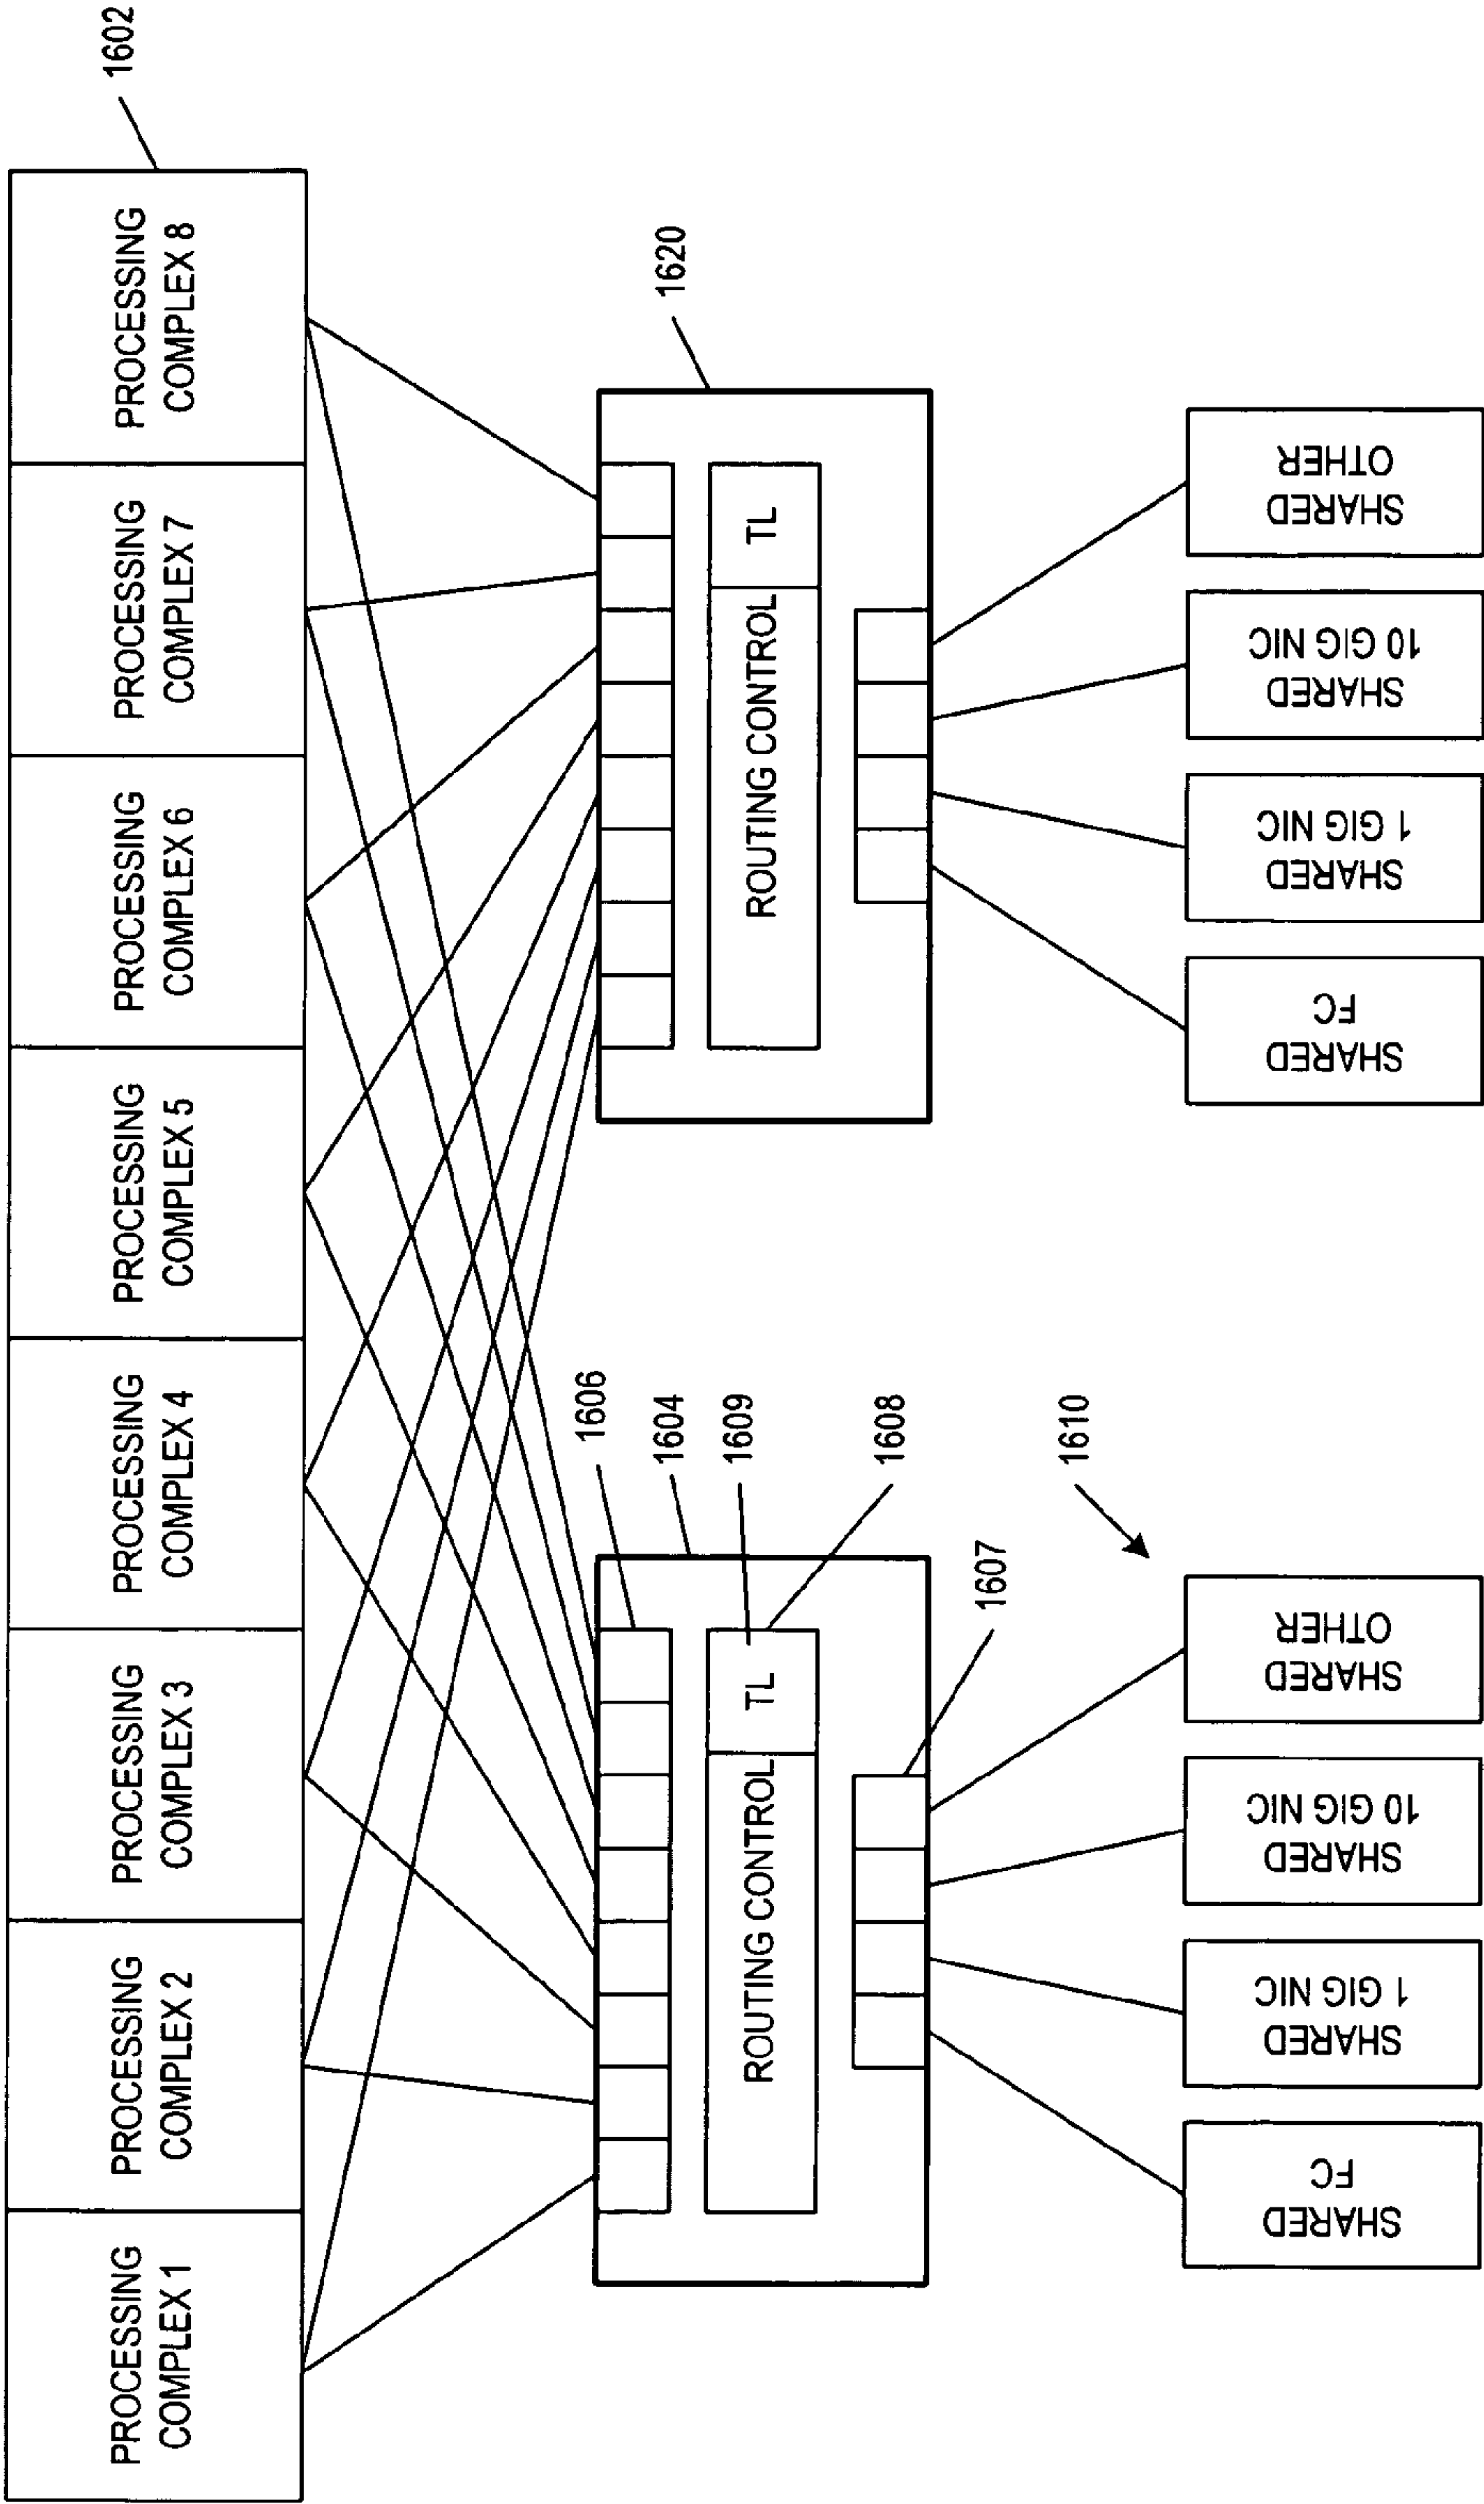 1602
PROCESSING
COMPLEX 1
PROCESSING
COMPLEX 2
PROCESSING
COMPLEX 3
PROCESSING
COMPLEX 4
PROCESSING
COMPLEX 5
PROCESSING
COMPLEX 6
PROCESSING
COMPLEX 7
PROCESSING
COMPLEX 8
1606
1604
1609
1608
1607
1610
ROUTING CONTROL
TL
1620
ROUTING CONTROL
TL
SHARED
FC
SHARED
1 GIG NIC
SHARED
10 GIG NIC
SHARED
OTHER
SHARED
FC
SHARED
1 GIG NIC
SHARED
10 GIG NIC
SHARED
OTHER